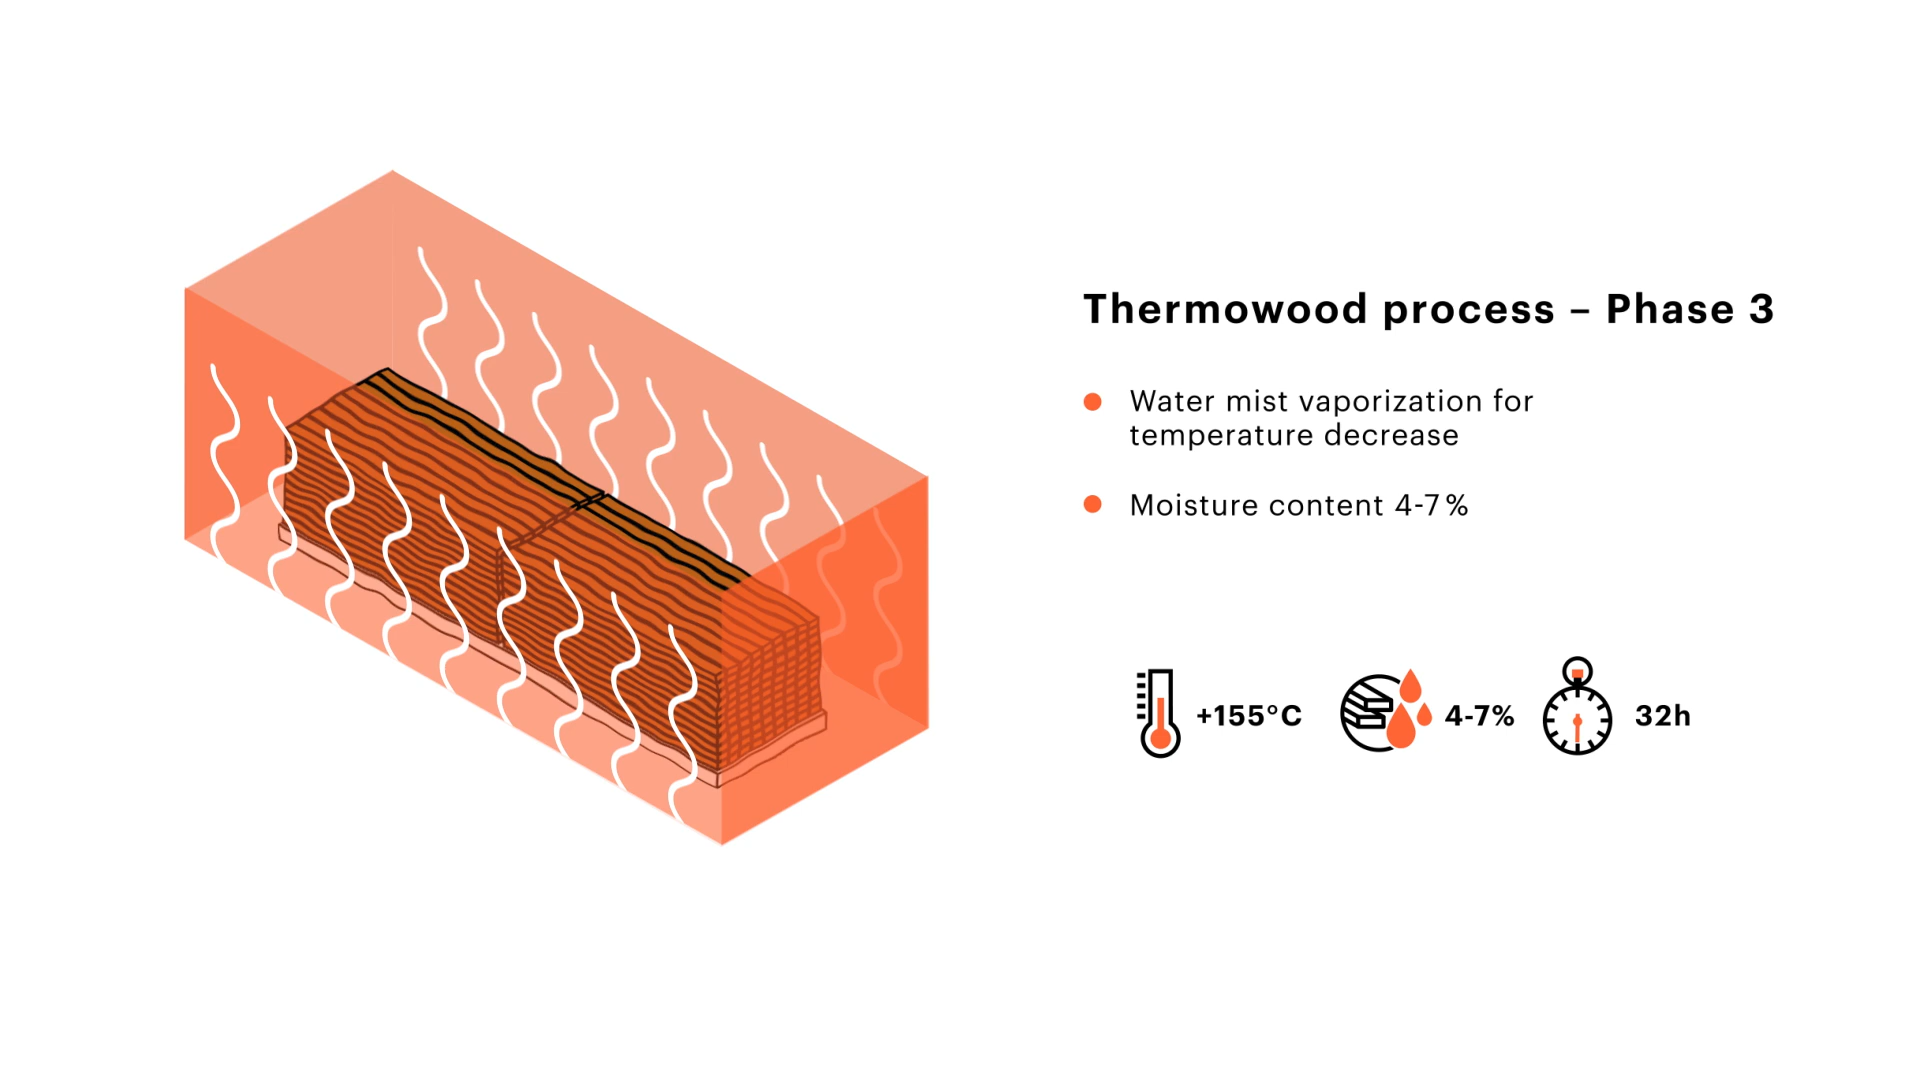 Thermowood process – Phase 3
Water mist vaporization for
temperature decrease
Moisture content 4-7 %
+155°C
4-7%
32h